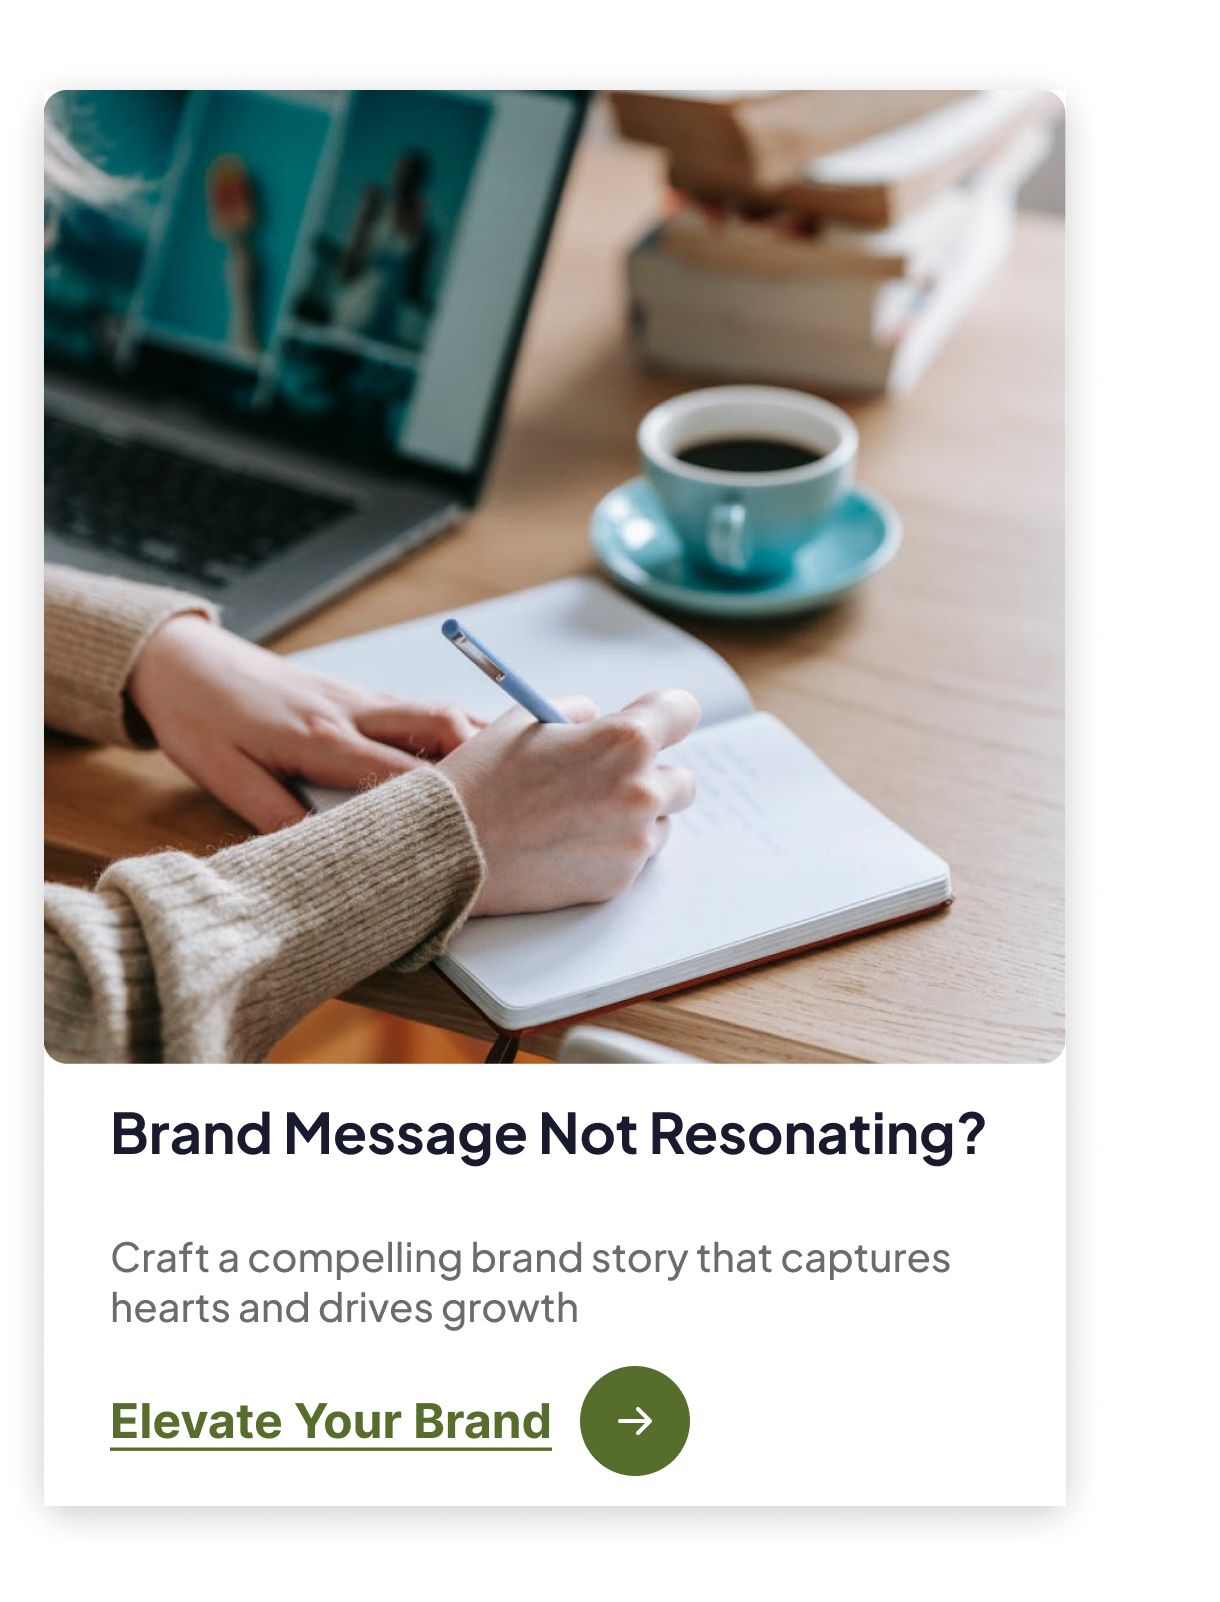 Brand Message Not Resonating?
Craft a compelling brand story that captures
hearts and drives growth
Elevate Your Brand